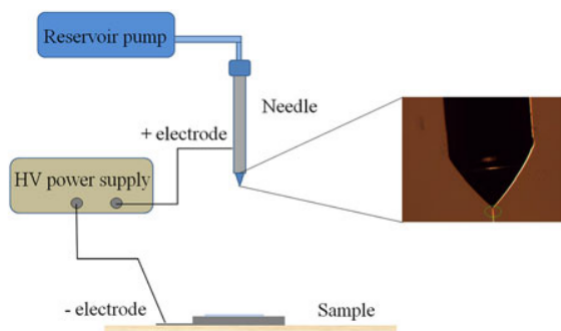 Reservoir pump
Needle
+ electrode
HV power supply
- electrode
Sample